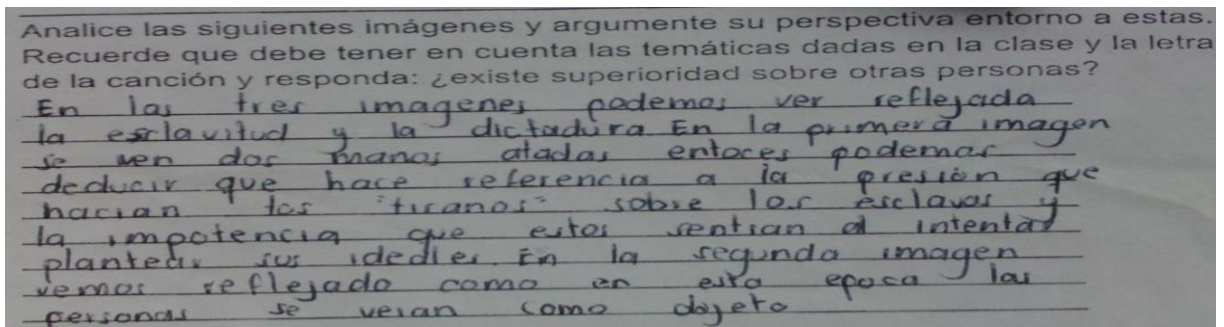 Analice las siguientes imágenes y argumente su perspectiva entorno a estas.
Recuerde que debe tener en cuenta las temáticas dadas en la clase y la letra
de la canción y responda: ¿existe superioridad sobre otras personas?
En las tres imagenes podemos ver reflejada
la esclavitud y la dictadura En la primera imagen
se ven dos manos atadas entoces podemos
deducir que hace referencia a la presión que
hacian los "tiranos" sobre los esclavos y
la impotencia que estos sentian al intentar
plantear sus ideales. En la segunda imagen
vemos reflejado como en esta epoca las
personas se veian como objeto